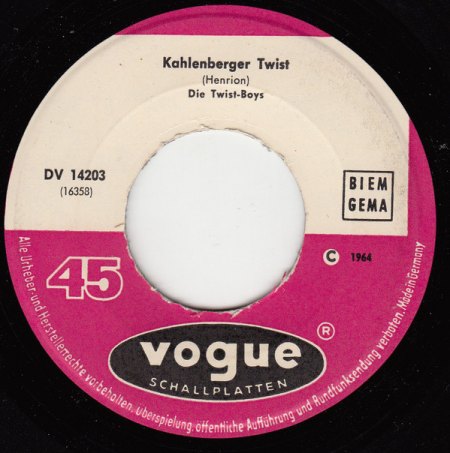 Kahlenberger Twist
(Henrion)
Die Twist-Boys
DV 14203
(16358)
BIEM
GEMA
C 1964
45
®
vogue
SCHALLPLATTEN
Alle Urheber- und Herstellerrechte vorbehalten, überspielung, öffentliche Aufführung und Rundfunksendung verboten. Made in Germany